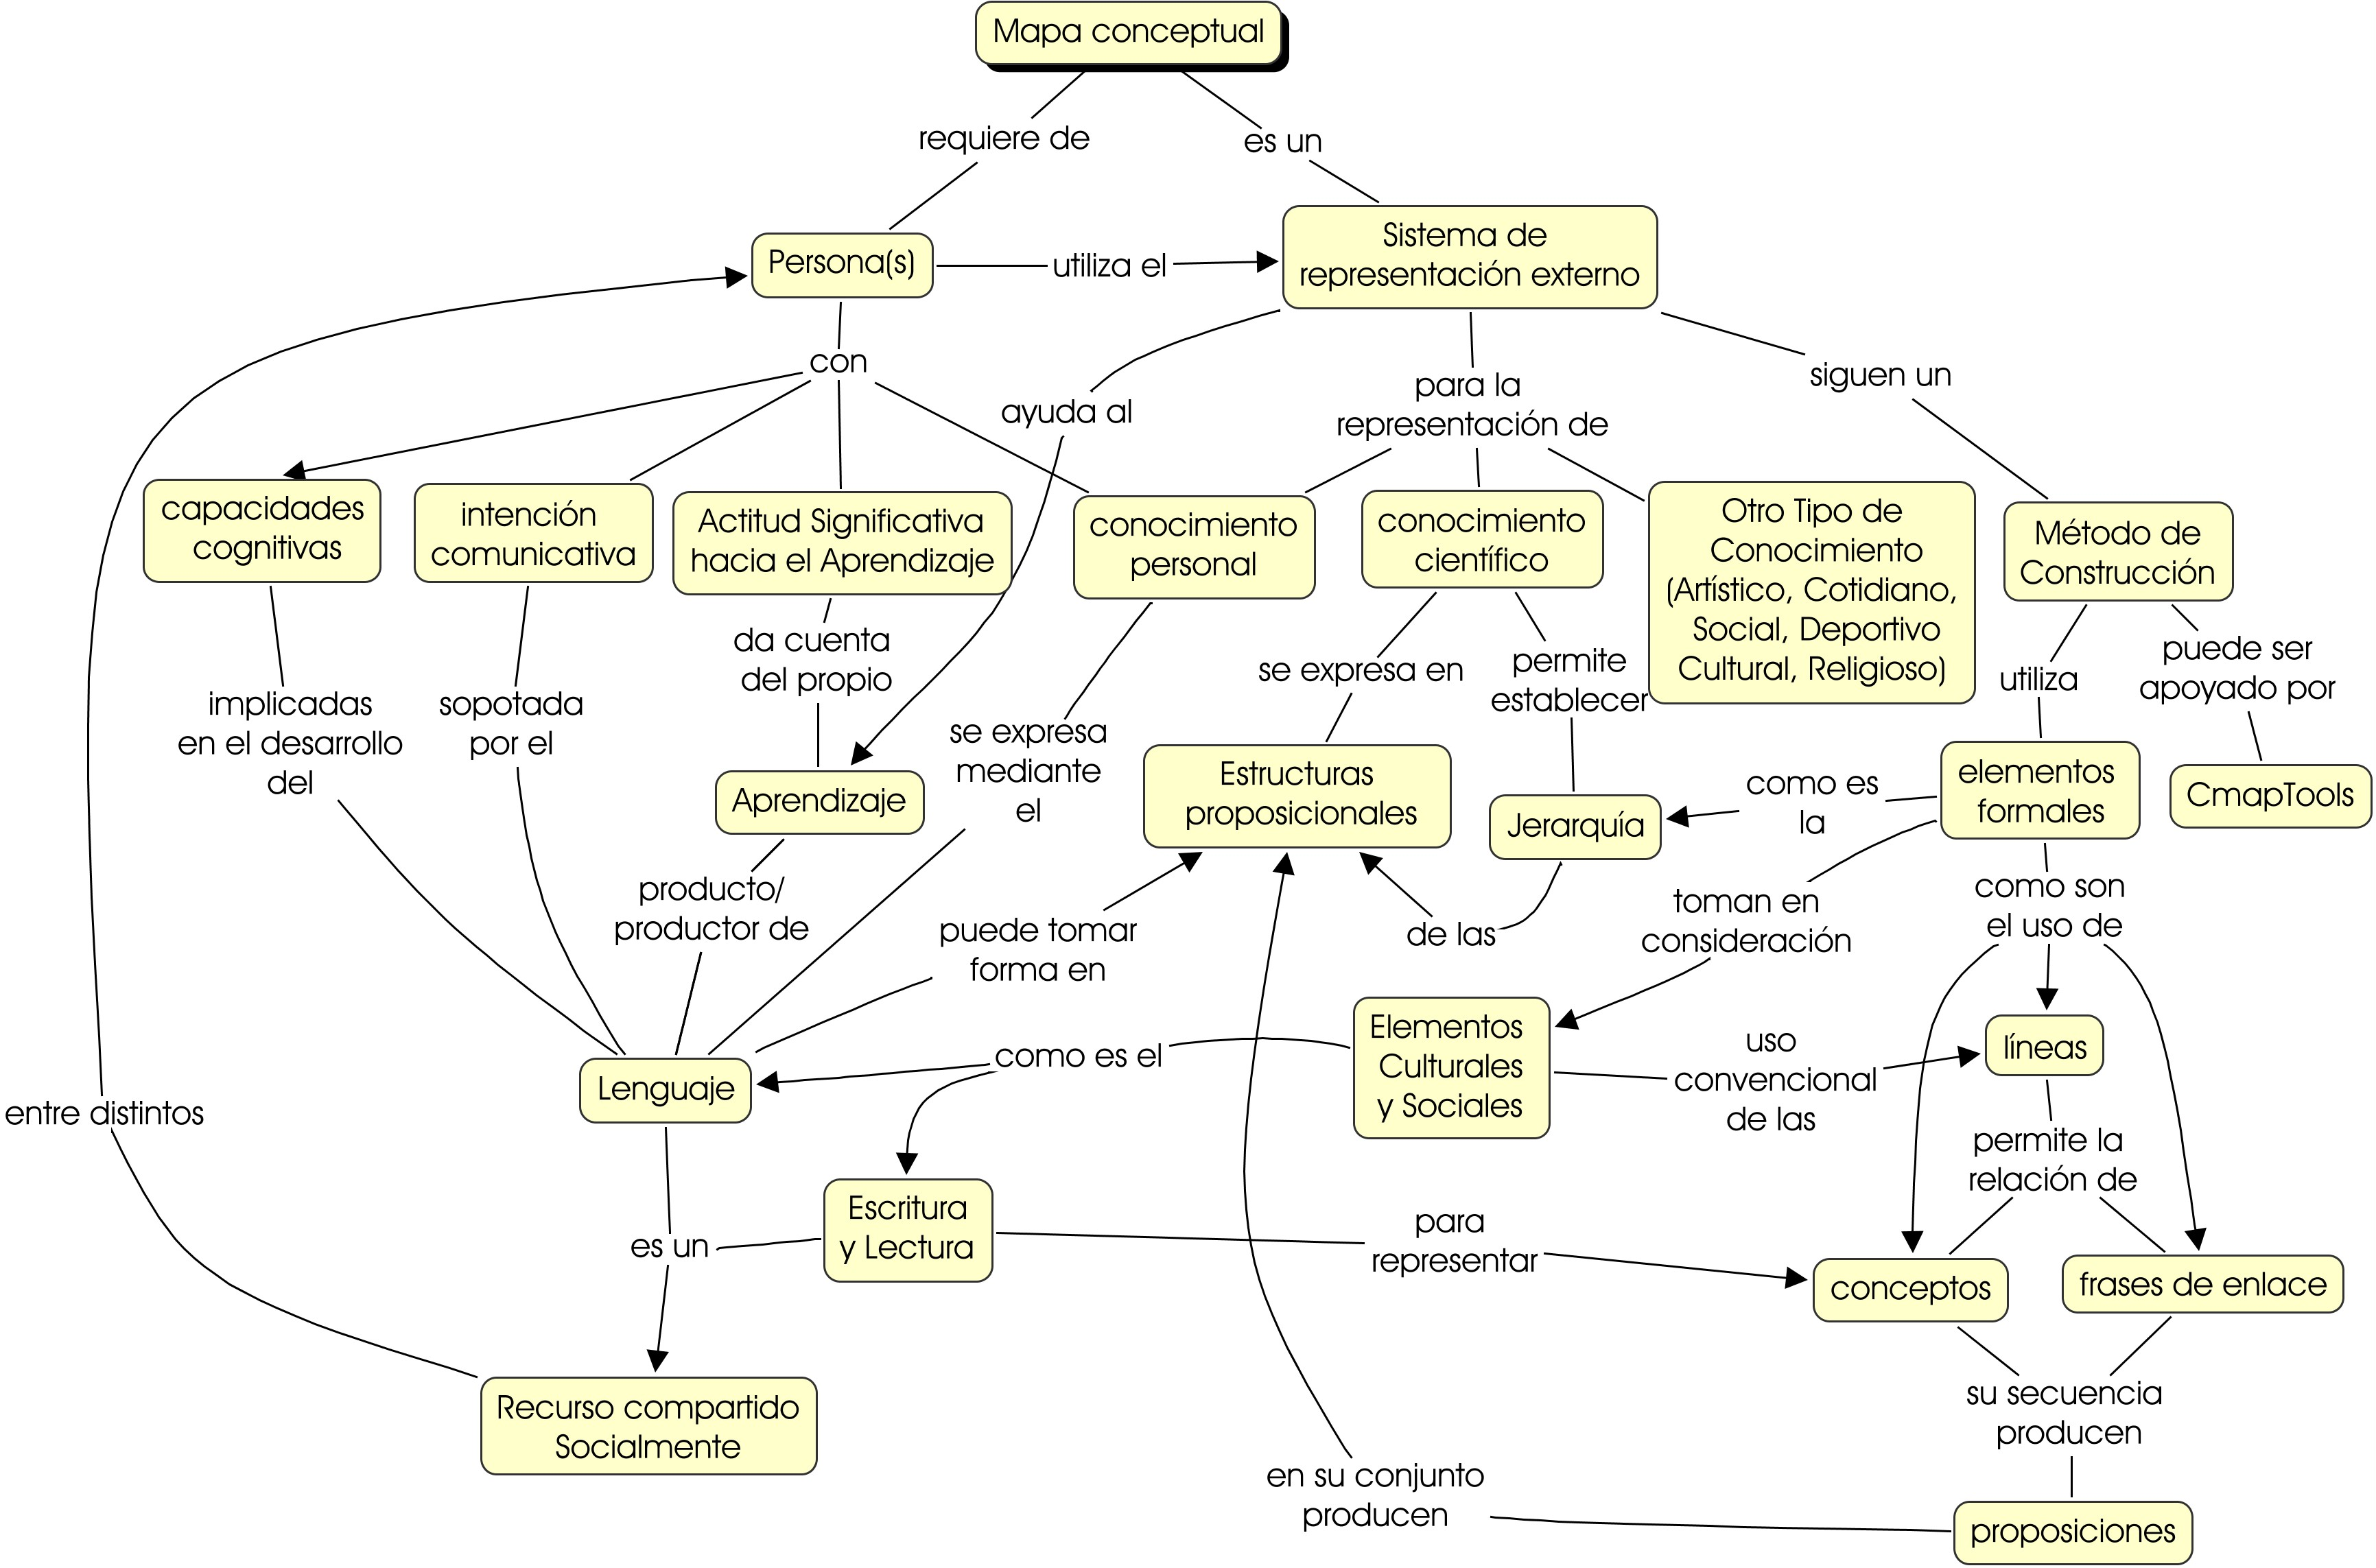 Mapa conceptual
requiere de
es un
Persona(s)
utiliza el
Sistema de
representación externo
con
ayuda al
para la
representación de
siguen un
capacidades
cognitivas
intención
comunicativa
Actitud Significativa
hacia el Aprendizaje
conocimiento
personal
conocimiento
científico
Otro Tipo de
Conocimiento
(Artístico, Cotidiano,
Social, Deportivo
Cultural, Religioso)
Método de
Construcción
implicadas
en el desarrollo
del
sopotada
por el
da cuenta
del propio
se expresa
mediante
el
se expresa en
permite
establecer
utiliza
puede ser
apoyado por
Aprendizaje
Estructuras
proposicionales
Jerarquía
como es
la
elementos
formales
CmapTools
producto/
productor de
puede tomar
forma en
de las
toman en
consideración
como son
el uso de
Lenguaje
como es el
Elementos
Culturales
y Sociales
uso
convencional
de las
líneas
entre distintos
permite la
relación de
es un
Escritura
y Lectura
para
representar
conceptos
frases de enlace
Recurso compartido
Socialmente
su secuencia
producen
en su conjunto
producen
proposiciones